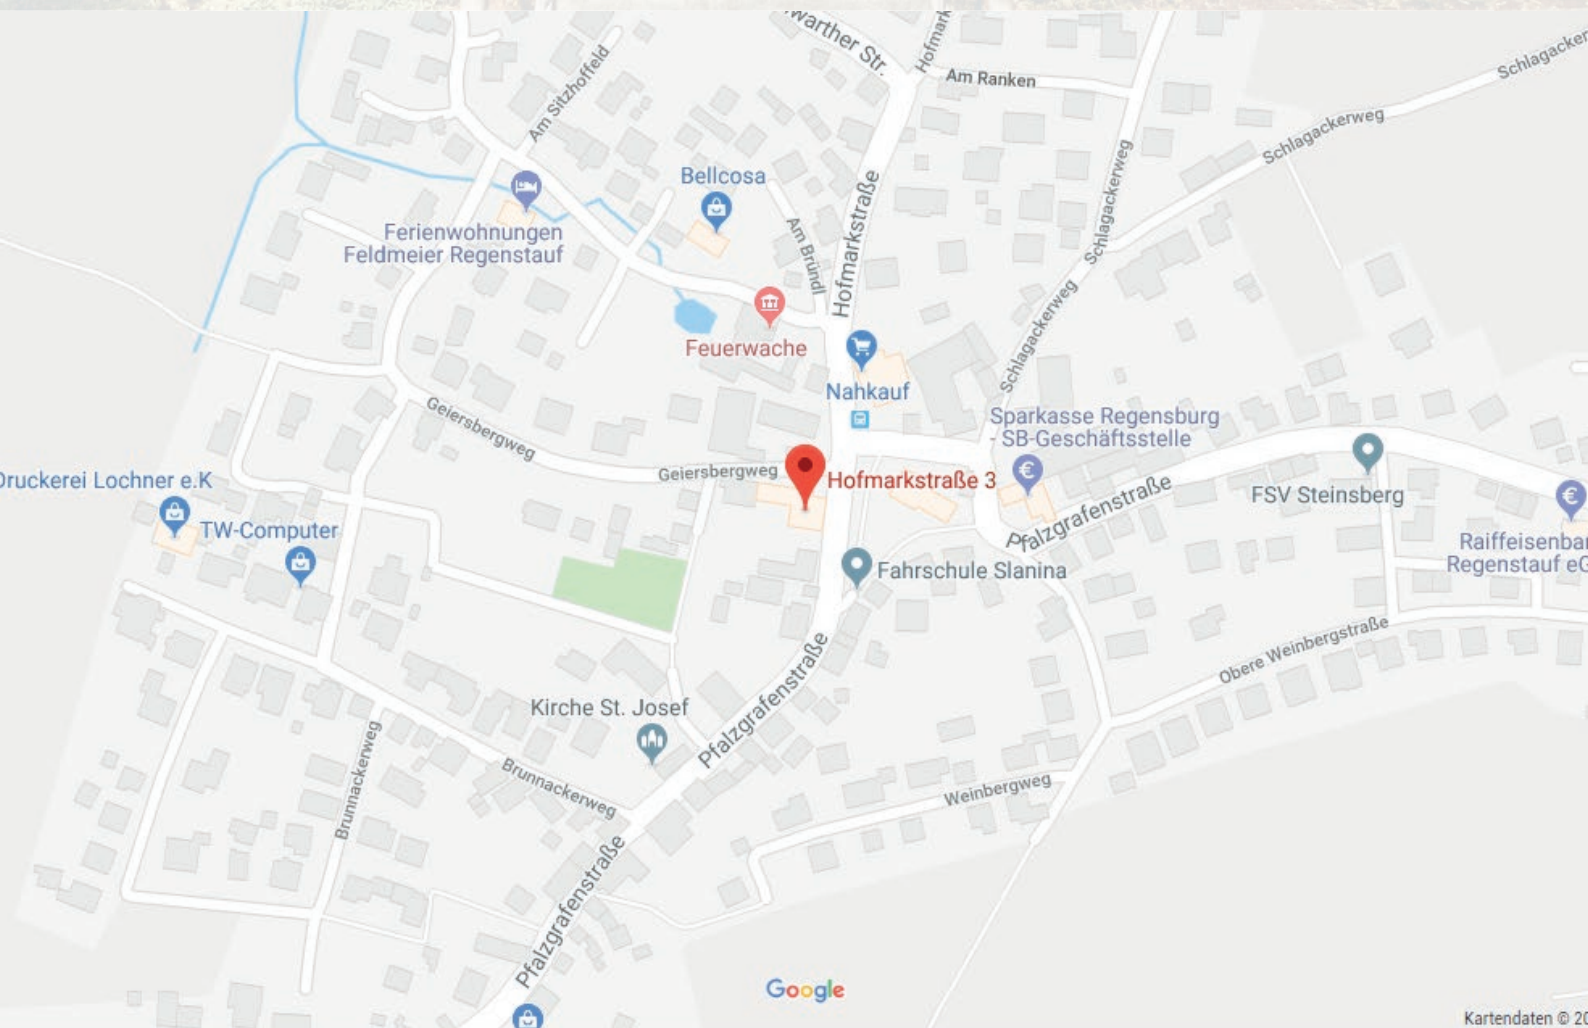 warther Str.
Hofmark
Am Ranken
Schlagacker
Am Sitzhoffeld
Schlagackerweg
Bellcosa
Hofmarkstraße
Schlagackerweg
Ferienwohnungen
Feldmeier Regenstauf
Am Bründl
Feuerwache
Schlagackerweg
Nahkauf
Geiersbergweg
Sparkasse Regensburg
SB-Geschäftsstelle
Geiersbergweg
Hofmarkstraße 3
Druckerei Lochner e.K
Pfalzgrafenstraße
FSV Steinsberg
TW-Computer
Raiffeisenba
Regenstauf eG
Fahrschule Slanina
Obere Weinbergstraße
Kirche St. Josef
Pfalzgrafenstraße
Brunnackerweg
Brunnackerweg
Weinbergweg
Pfalzgrafenstraße
Google
Kartendaten © 20